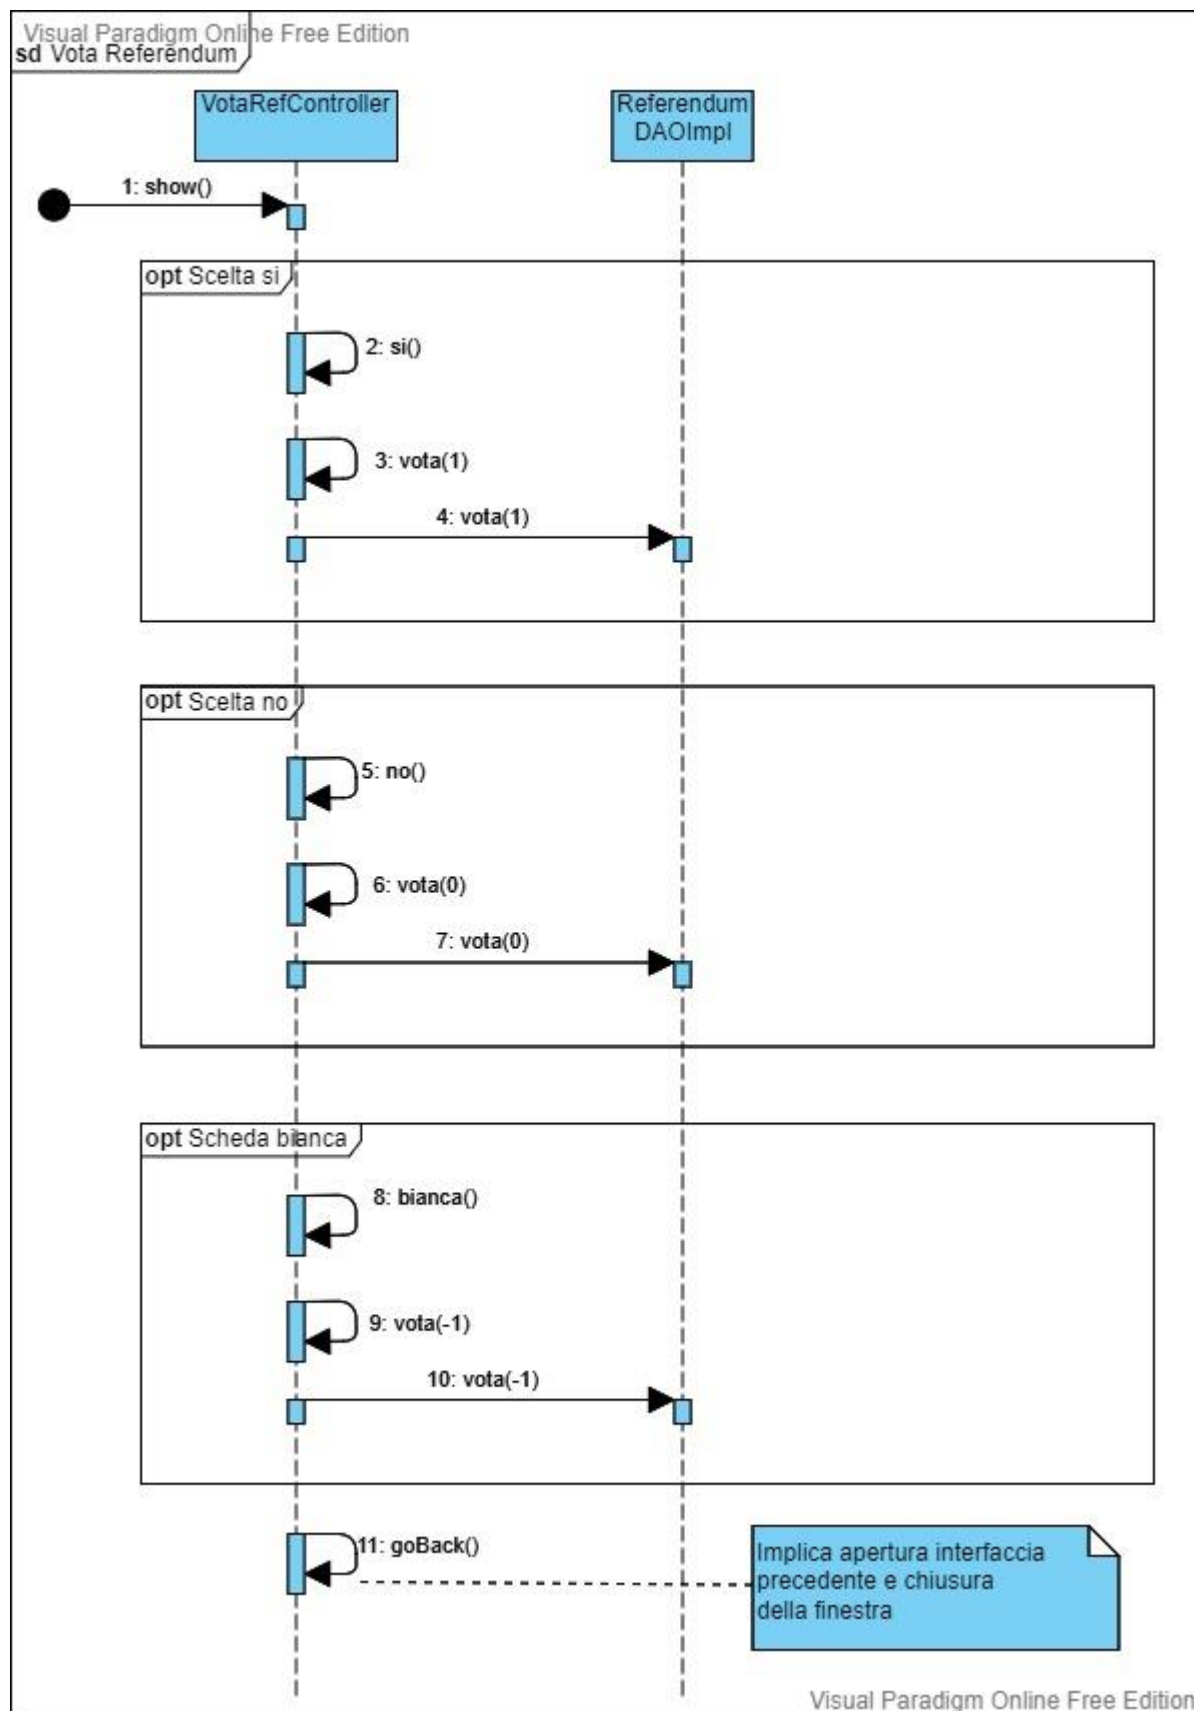 Visual Paradigm Online Free Edition
sd Vota Referendum
VotaRefController
Referendum
DAOImpl
1: show()
opt Scelta si
2: si()
3: vota(1)
4: vota(1)
opt Scelta no
5: no()
6: vota(0)
7: vota(0)
opt Scheda bianca
8: bianca()
9: vota(-1)
10: vota(-1)
11: goBack()
Implica apertura interfaccia
precedente e chiusura
della finestra
Visual Paradigm Online Free Edition